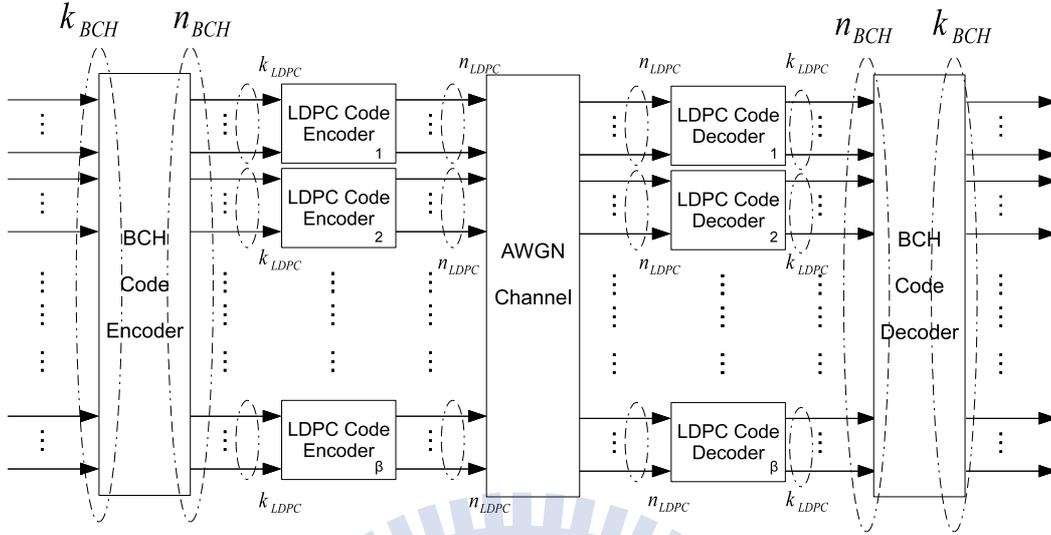 k_BCH n_BCH n_BCH k_BCH
k_LDPC n_LDPC n_LDPC k_LDPC
LDPC Code
Encoder
1
LDPC Code
Decoder
1
LDPC Code
Encoder
2
LDPC Code
Decoder
2
k_LDPC n_LDPC n_LDPC k_LDPC
BCH
Code
Encoder
AWGN
Channel
BCH
Code
Decoder
LDPC Code
Encoder
β
LDPC Code
Decoder
β
k_LDPC n_LDPC n_LDPC k_LDPC